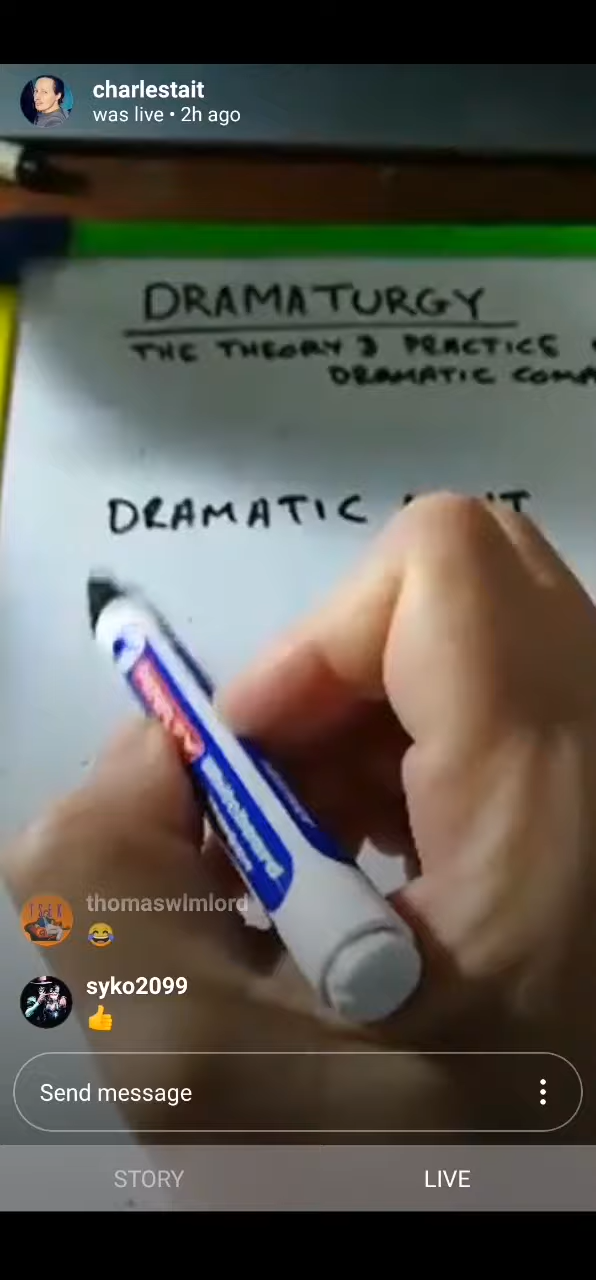 charlestait
was live • 2h ago
DRAMATURGY
THE THEORY & PRACTICE
DRAMATIC
DRAMATIC
thomaswlmlord
😂
syko2099
👍
Send message
STORY
LIVE